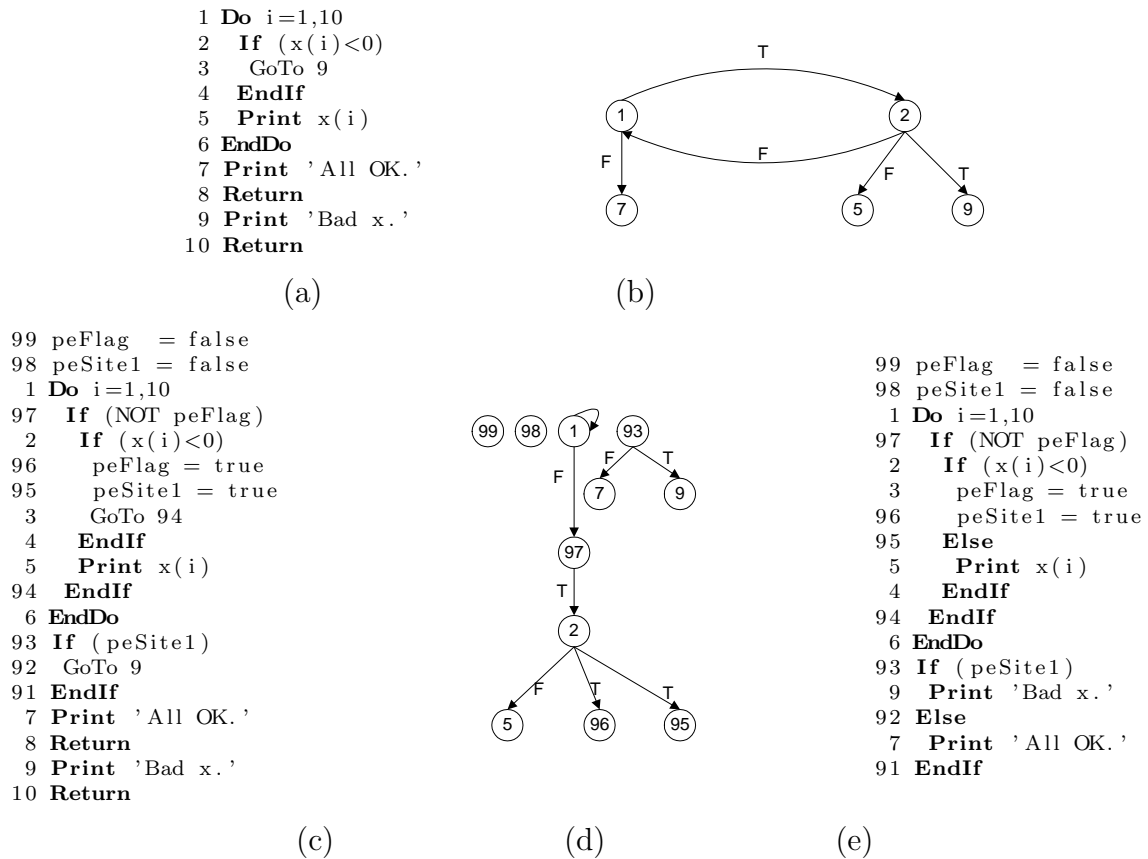 1 Do i=1,10
2 If (x(i)<0)
3 GoTo 9
4 EndIf
5 Print x(i)
6 EndDo
7 Print 'All OK.'
8 Return
9 Print 'Bad x.'
10 Return
(a)
T
1
2
F
F
F
T
7
5
9
(b)
99 peFlag = false
98 peSite1 = false
1 Do i=1,10
97 If (NOT peFlag)
2 If (x(i)<0)
96 peFlag = true
95 peSite1 = true
3 GoTo 94
4 EndIf
5 Print x(i)
94 EndIf
6 EndDo
93 If (peSite1)
92 GoTo 9
91 EndIf
7 Print 'All OK.'
8 Return
9 Print 'Bad x.'
10 Return
(c)
99
98
1
93
F
F
T
7
9
97
T
2
F
T
T
5
96
95
(d)
99 peFlag = false
98 peSite1 = false
1 Do i=1,10
97 If (NOT peFlag)
2 If (x(i)<0)
3 peFlag = true
96 peSite1 = true
95 Else
5 Print x(i)
4 EndIf
94 EndIf
6 EndDo
93 If (peSite1)
9 Print 'Bad x.'
92 Else
7 Print 'All OK.'
91 EndIf
(e)